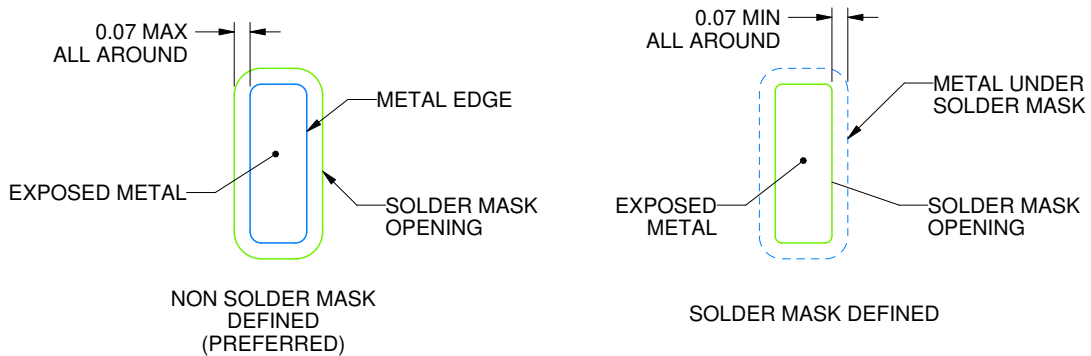 0.07 MAX
ALL AROUND
METAL EDGE
EXPOSED METAL
SOLDER MASK
OPENING
NON SOLDER MASK
DEFINED
(PREFERRED)
0.07 MIN
ALL AROUND
METAL UNDER
SOLDER MASK
EXPOSED
METAL
SOLDER MASK
OPENING
SOLDER MASK DEFINED